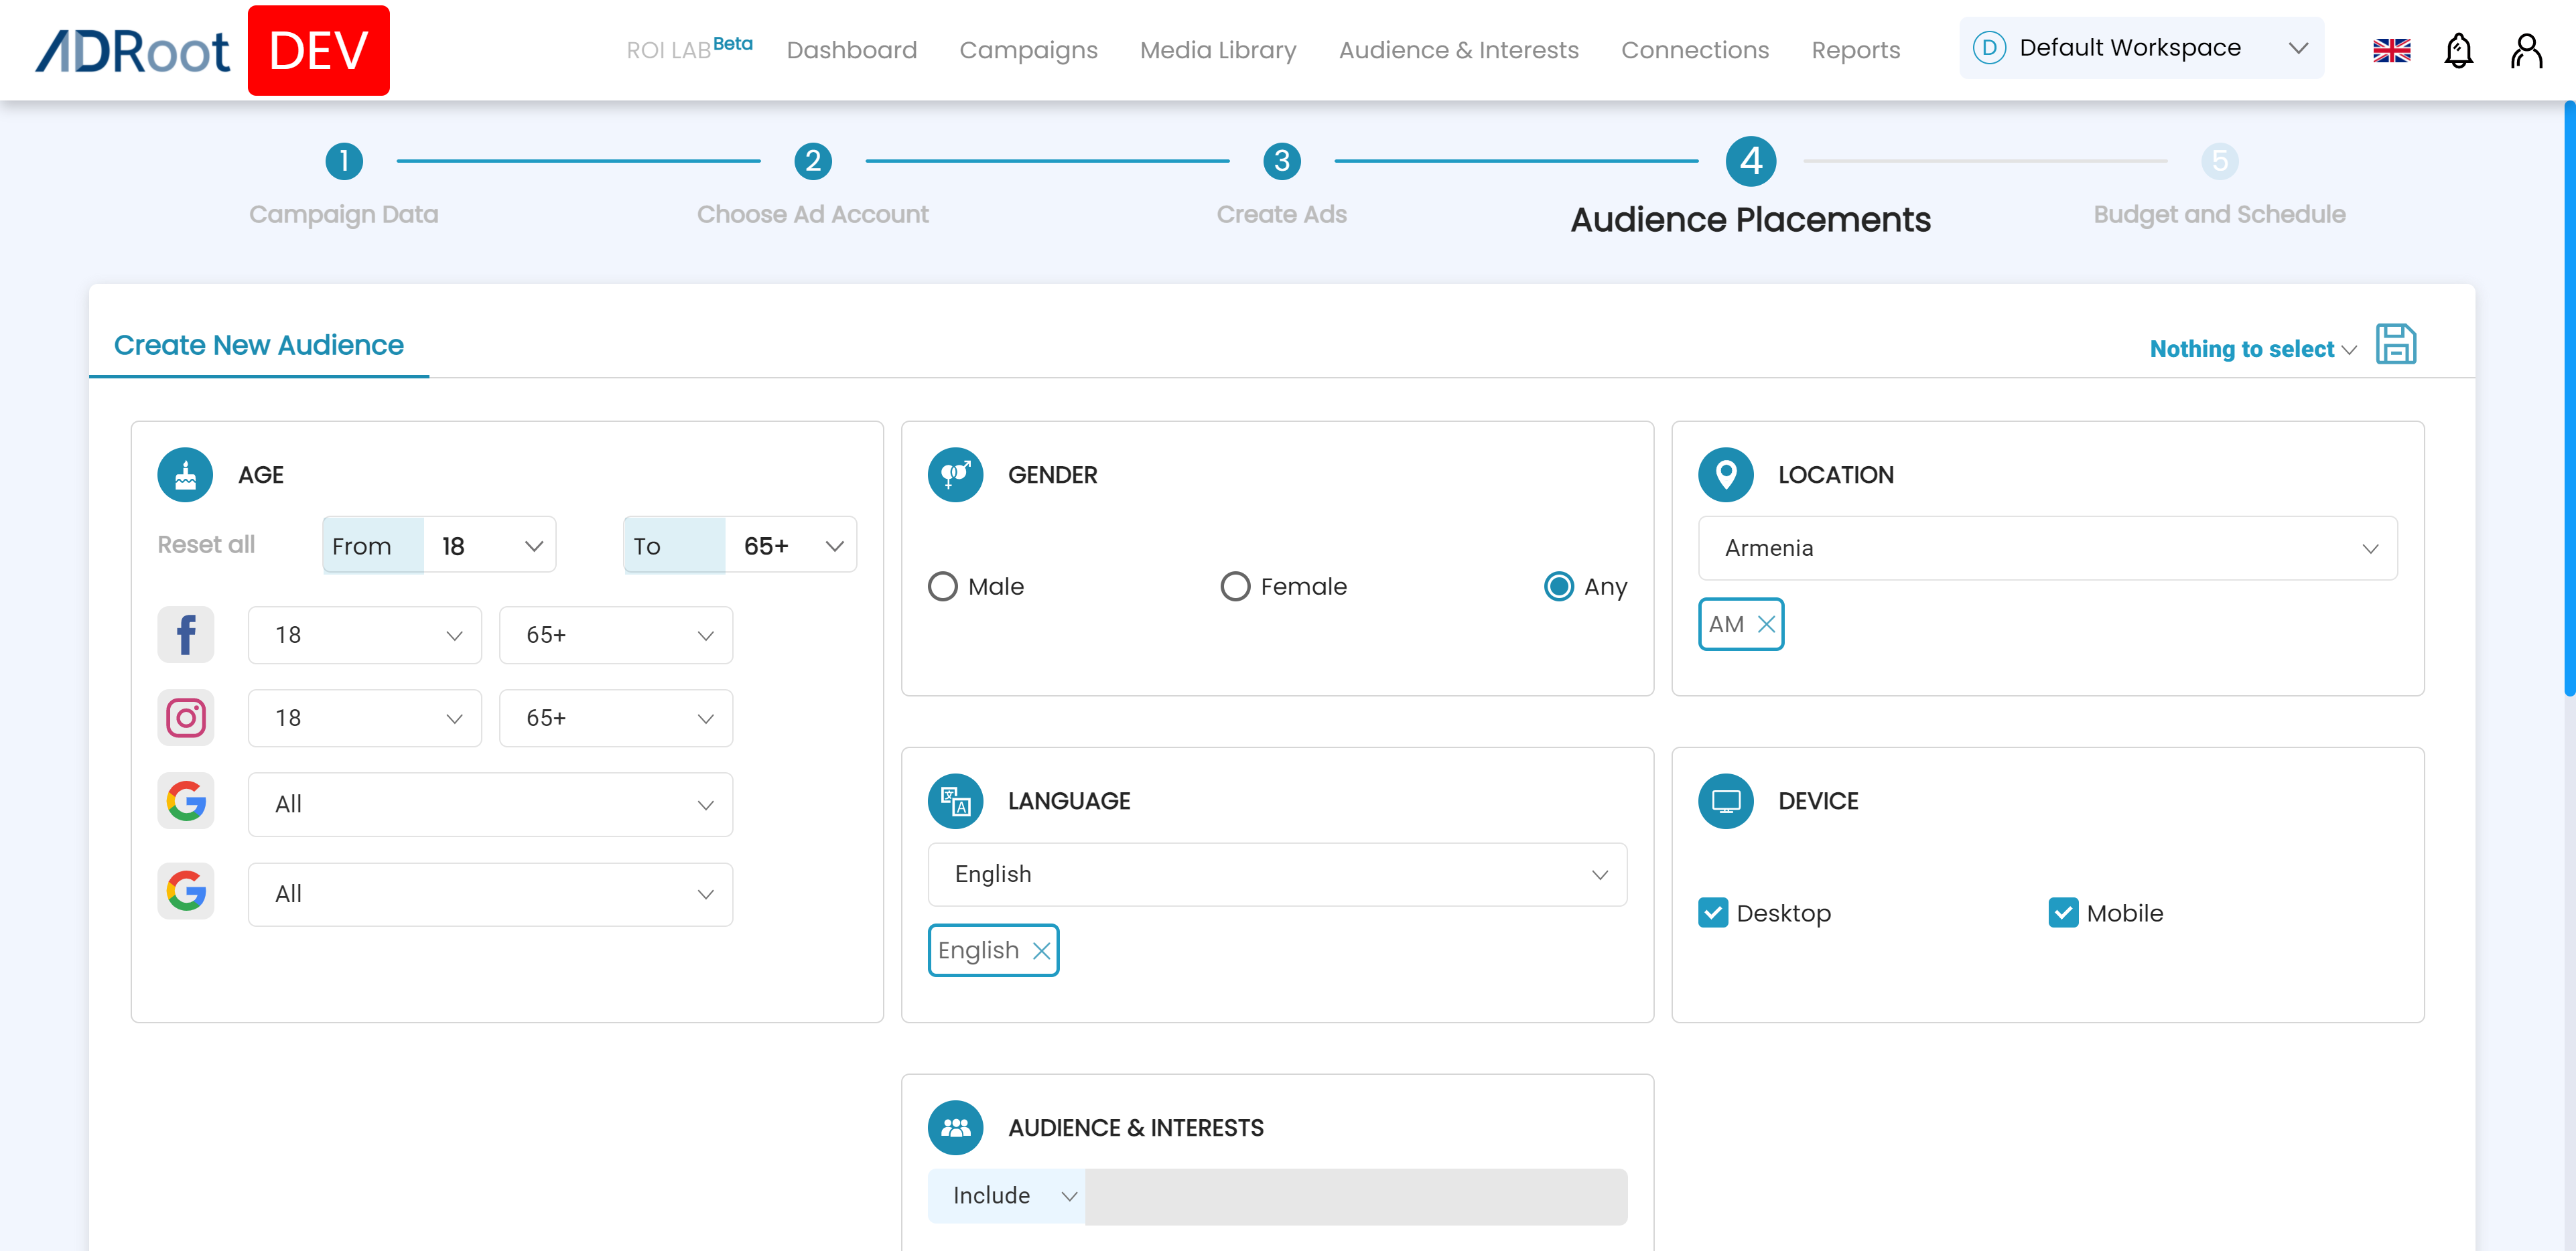 ADRoot DEV ROI LAB Beta Dashboard Campaigns Media Library Audience & Interests Connections Reports D Default Workspace
1 2 3 4 5
Campaign Data Choose Ad Account Create Ads Audience Placements Budget and Schedule
Create New Audience Nothing to select
AGE
Reset all From 18 To 65+
18 65+
18 65+
All
All
GENDER
Male Female Any
LOCATION
Armenia
AM
LANGUAGE
English
English
DEVICE
Desktop Mobile
AUDIENCE & INTERESTS
Include